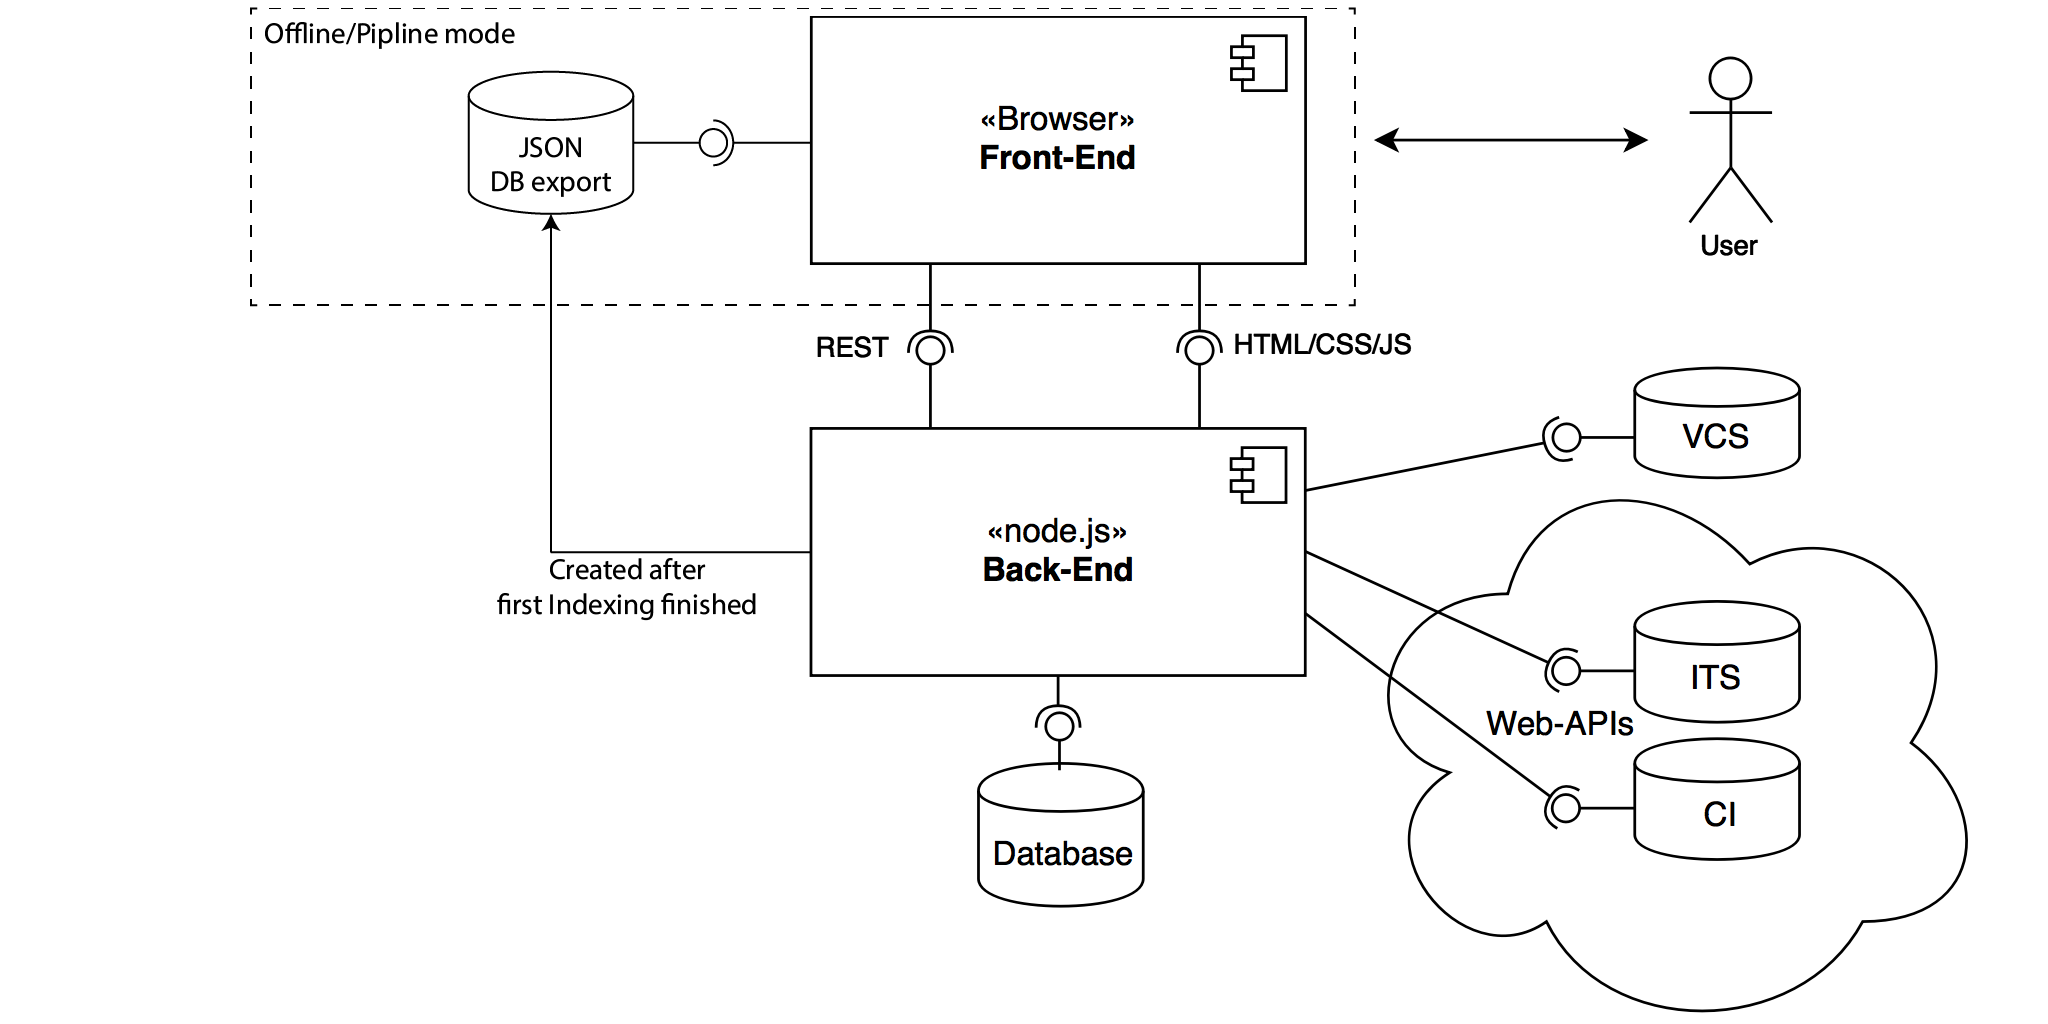 Offline/Pipline mode
JSON
DB export
«Browser»
Front-End
User
REST
HTML/CSS/JS
VCS
«node.js»
Back-End
Created after
first Indexing finished
ITS
Web-APIs
CI
Database